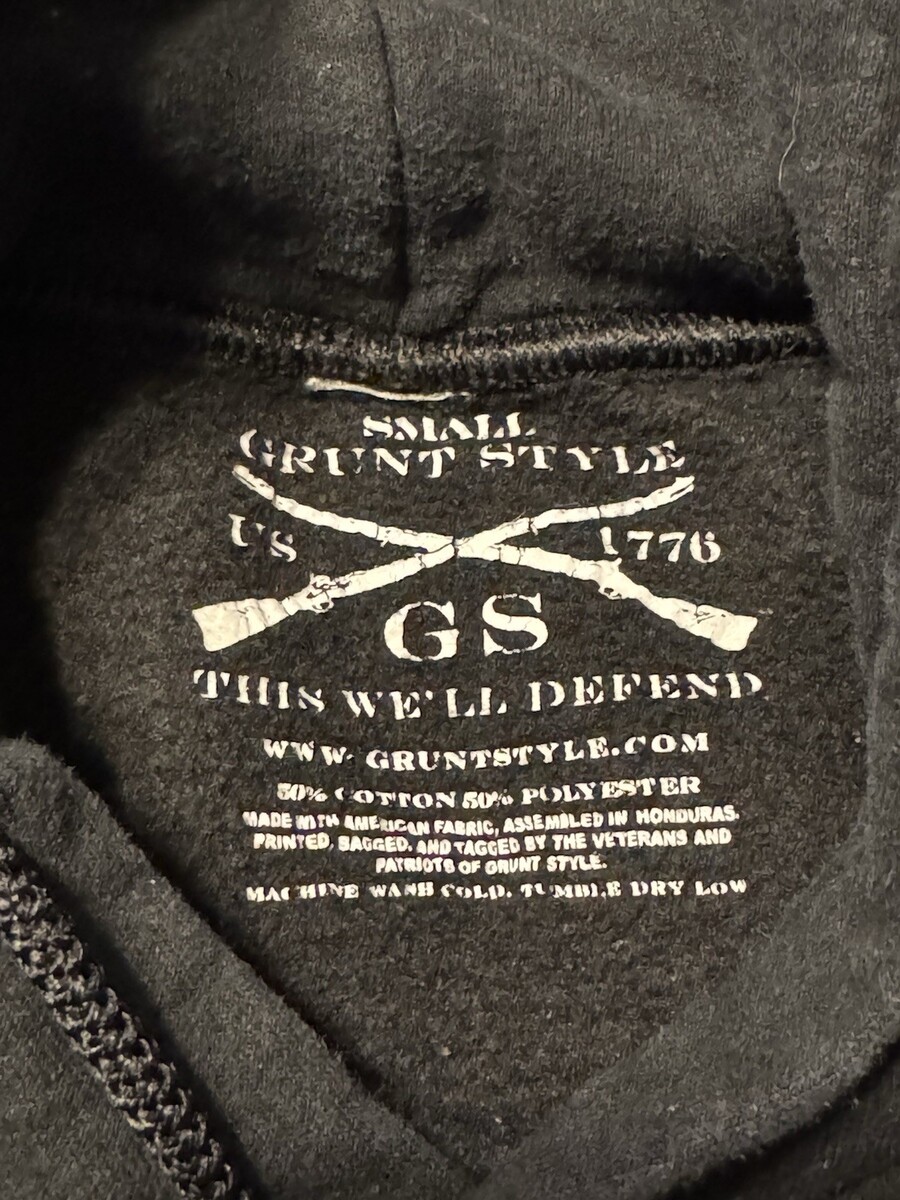 SMALL
GRUNT STYLE
US 1776
GS
THIS WE'LL DEFEND
WWW. GRUNTSTYLE.COM
50% COTTON 50% POLYESTER
MADE WITH AMERICAN FABRIC, ASSEMBLED IN HONDURAS.
PRINTED, BAGGED, AND TAGGED BY THE VETERANS AND
PATRIOTS OF GRUNT STYLE.
MACHINE WASH COLD. TUMBLE DRY LOW